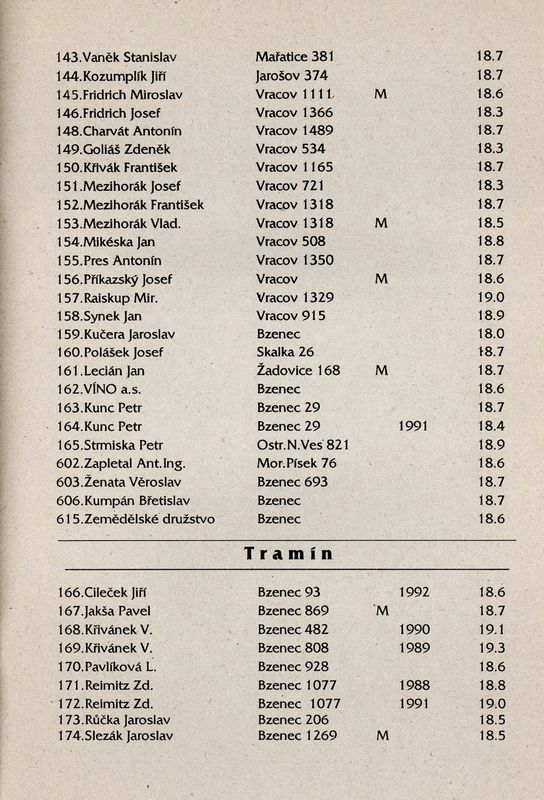 143.Vaněk Stanislav Mařatice 381 18.7
144.Kozumplík Jiří Jarošov 374 18.7
145.Fridrich Miroslav Vracov 1111 M 18.6
146.Fridrich Josef Vracov 1366 18.3
148.Charvát Antonín Vracov 1489 18.7
149.Goliáš Zdeněk Vracov 534 18.3
150.Křivák František Vracov 1165 18.7
151.Mezihorák Josef Vracov 721 18.3
152.Mezihorák František Vracov 1318 18.7
153.Mezihorák Vlad. Vracov 1318 M 18.5
154.Mikéska Jan Vracov 508 18.8
155.Pres Antonín Vracov 1350 18.7
156.Příkazský Josef Vracov M 18.6
157.Raiskup Mir. Vracov 1329 19.0
158.Synek Jan Vracov 915 18.9
159.Kučera Jaroslav Bzenec 18.0
160.Polášek Josef Skalka 26 18.7
161.Lecián Jan Žadovice 168 M 18.7
162.VÍNO a.s. Bzenec 18.6
163.Kunc Petr Bzenec 29 18.7
164.Kunc Petr Bzenec 29 1991 18.4
165.Strmiska Petr Ostr.N.Ves 821 18.9
602.Zapletal Ant.Ing. Mor.Písek 76 18.6
603.Ženata Věroslav Bzenec 693 18.7
606.Kumpán Břetislav Bzenec 18.7
615.Zemědělské družstvo Bzenec 18.6
Tramín
166.Cileček Jiří Bzenec 93 1992 18.6
167.Jakša Pavel Bzenec 869 M 18.7
168.Křivánek V. Bzenec 482 1990 19.1
169.Křivánek V. Bzenec 808 1989 19.3
170.Pavlíková L. Bzenec 928 18.6
171.Reimitz Zd. Bzenec 1077 1988 18.8
172.Reimitz Zd. Bzenec 1077 1991 19.0
173.Růčka Jaroslav Bzenec 206 18.5
174.Slezák Jaroslav Bzenec 1269 M 18.5